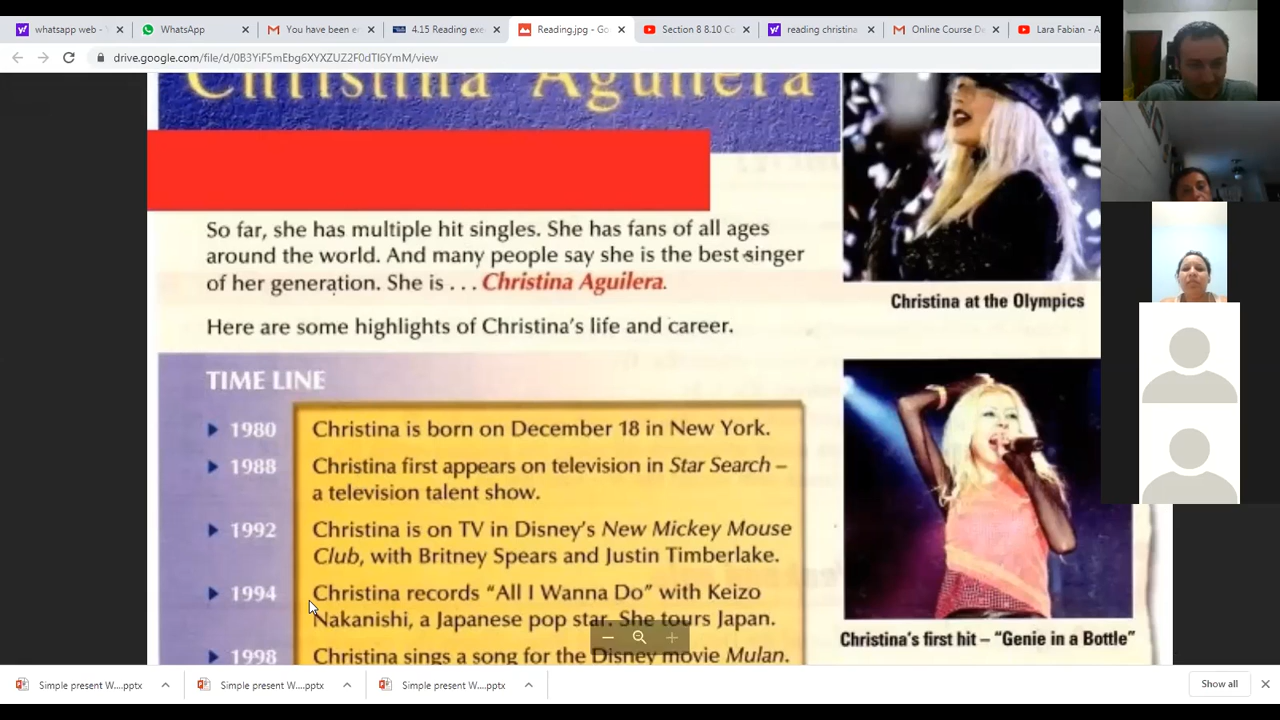 whatsapp web -
WhatsApp
You have been e
4.15 Reading exe
Reading.jpg - Go
Section 8 8.10 Co
reading christina
Online Course De
Lara Fabian - A
drive.google.com/file/d/0B3YiF5mEbg6XYXZUZ2F0dTl6YmM/view
Christina Aguilera
So far, she has multiple hit singles. She has fans of all ages
around the world. And many people say she is the best singer
of her generation. She is . . . Christina Aguilera.
Here are some highlights of Christina's life and career.
Christina at the Olympics
TIME LINE
1980 Christina is born on December 18 in New York.
1988 Christina first appears on television in Star Search –
a television talent show.
1992 Christina is on TV in Disney's New Mickey Mouse
Club, with Britney Spears and Justin Timberlake.
1994 Christina records "All I Wanna Do" with Keizo
Nakanishi, a Japanese pop star. She tours Japan.
1998 Christina sings a song for the Disney movie Mulan.
Christina's first hit – "Genie in a Bottle"
Simple present W....pptx
Simple present W....pptx
Simple present W....pptx
Show all